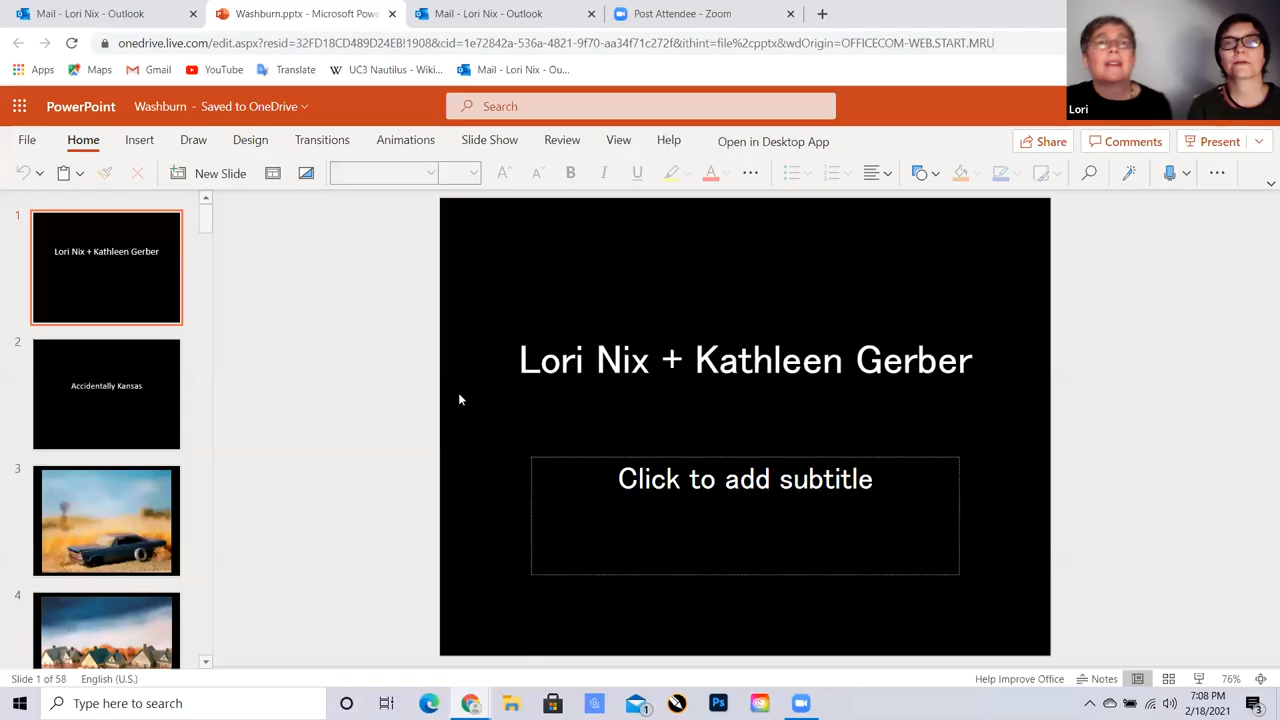 Mail - Lori Nix - Outlook
Washburn.pptx - Microsoft Powe
Mail - Lori Nix - Outlook
Post Attendee - Zoom
onedrive.live.com/edit.aspx?resid=32FD18CD489D24EB!1903&cid=1e72842a-536a-4821-9f70-aa34f71c272f&ithint=file%2cpptx&wdOrigin=OFFICECOM-WEB.START.MRU
Apps
Maps
Gmail
YouTube
Translate
UC3 Nautilus - Wiki...
Mail - Lori Nix - Ou...
Lori
PowerPoint
Washburn - Saved to OneDrive
Search
File
Home
Insert
Draw
Design
Transitions
Animations
Slide Show
Review
View
Help
Open in Desktop App
Share
Comments
Present
New Slide
1
Lori Nix + Kathleen Gerber
2
Accidentally Kansas
3
4
Lori Nix + Kathleen Gerber
Click to add subtitle
Slide 1 of 58
English (U.S.)
Help Improve Office
Notes
76%
Type here to search
7:08 PM
2/18/2021